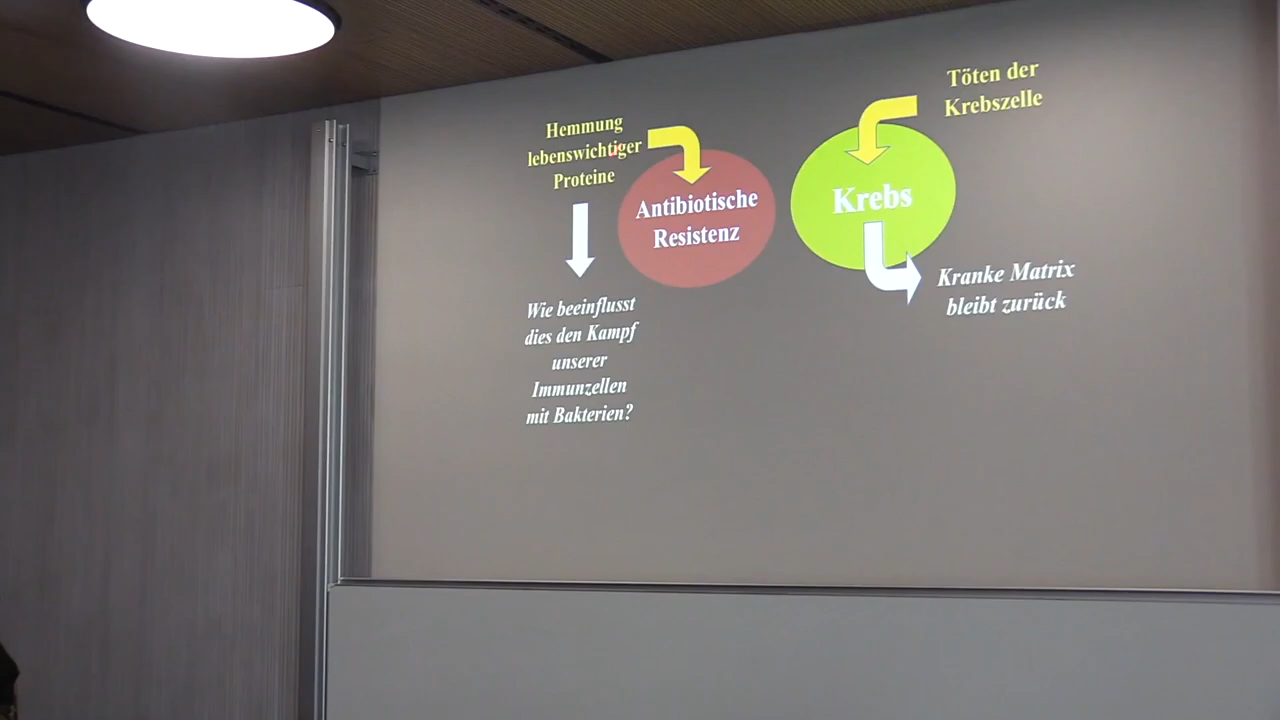 Hemmung
lebenswichtiger
Proteine
Antibiotische
Resistenz
Wie beeinflusst
dies den Kampf
unserer
Immunzellen
mit Bakterien?
Töten der
Krebszelle
Krebs
Kranke Matrix
bleibt zurück